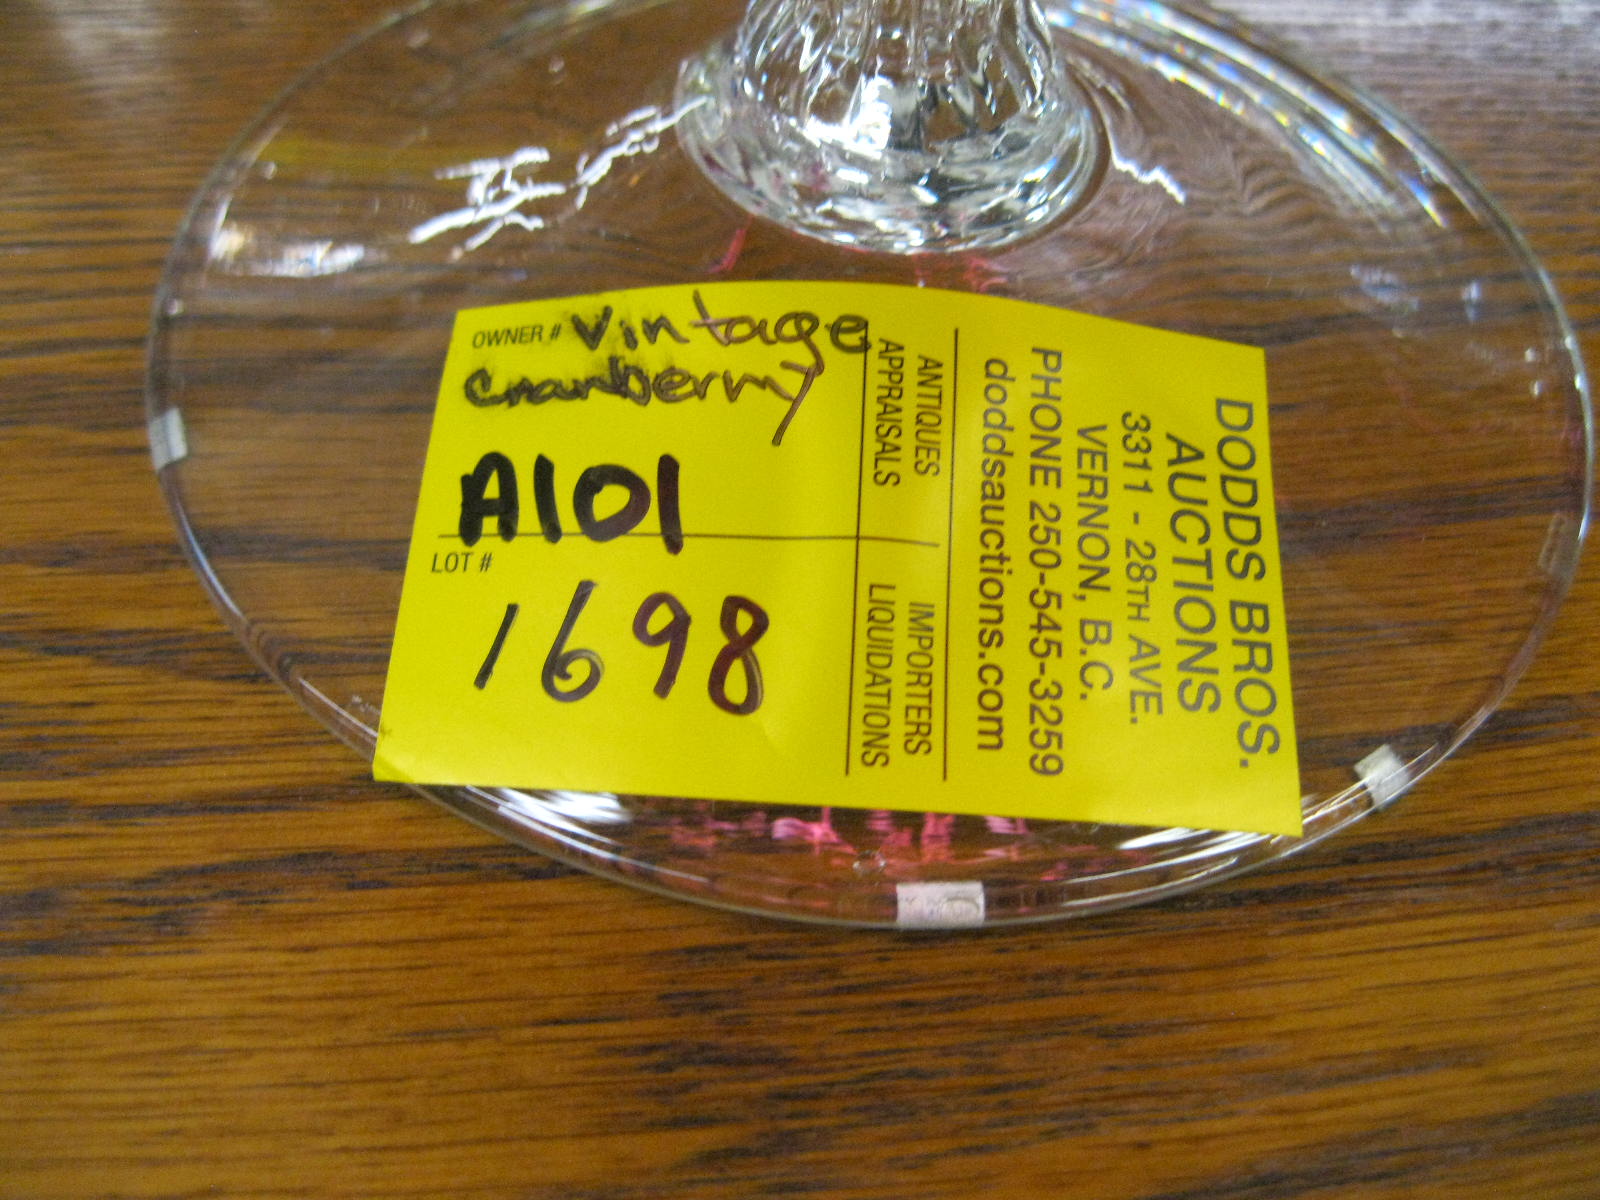 OWNER # vintage
cranberry
A101
LOT #
1698
ANTIQUES
APPRAISALS
IMPORTERS
LIQUIDATIONS
DODDS BROS.
AUCTIONS
3311 - 28TH AVE.
VERNON, B.C.
PHONE 250-545-3259
doddsauctions.com